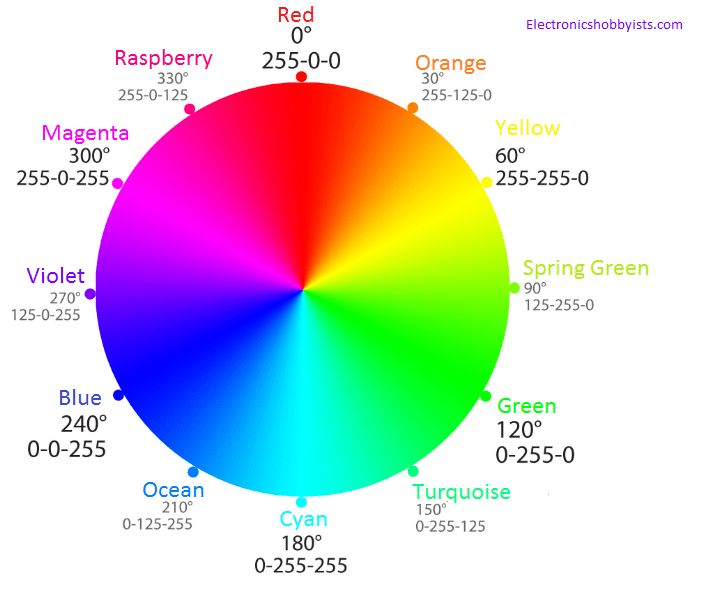 Electronicshobbyists.com
Red
0°
255-0-0
Orange
30°
255-125-0
Yellow
60°
255-255-0
Spring Green
90°
125-255-0
Green
120°
0-255-0
Turquoise
150°
0-255-125
Cyan
180°
0-255-255
Ocean
210°
0-125-255
Blue
240°
0-0-255
Violet
270°
125-0-255
Magenta
300°
255-0-255
Raspberry
330°
255-0-125